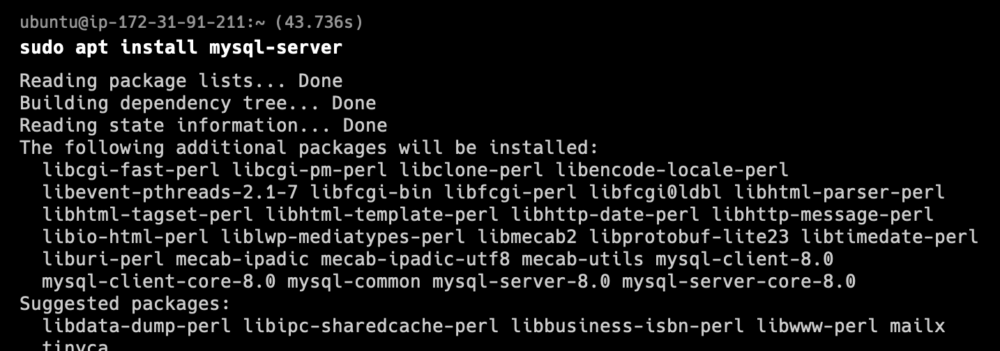 ubuntu@ip-172-31-91-211:~ (43.736s)
sudo apt install mysql-server
Reading package lists... Done
Building dependency tree... Done
Reading state information... Done
The following additional packages will be installed:
  libcgi-fast-perl libcgi-pm-perl libclone-perl libencode-locale-perl
  libevent-pthreads-2.1-7 libfcgi-bin libfcgi-perl libfcgi0ldbl libhtml-parser-perl
  libhtml-tagset-perl libhtml-template-perl libhttp-date-perl libhttp-message-perl
  libio-html-perl liblwp-mediatypes-perl libmecab2 libprotobuf-lite23 libtimedate-perl
  liburi-perl mecab-ipadic mecab-ipadic-utf8 mecab-utils mysql-client-8.0
  mysql-client-core-8.0 mysql-common mysql-server-8.0 mysql-server-core-8.0
Suggested packages:
  libdata-dump-perl libipc-sharedcache-perl libbusiness-isbn-perl libwww-perl mailx
  tinyca